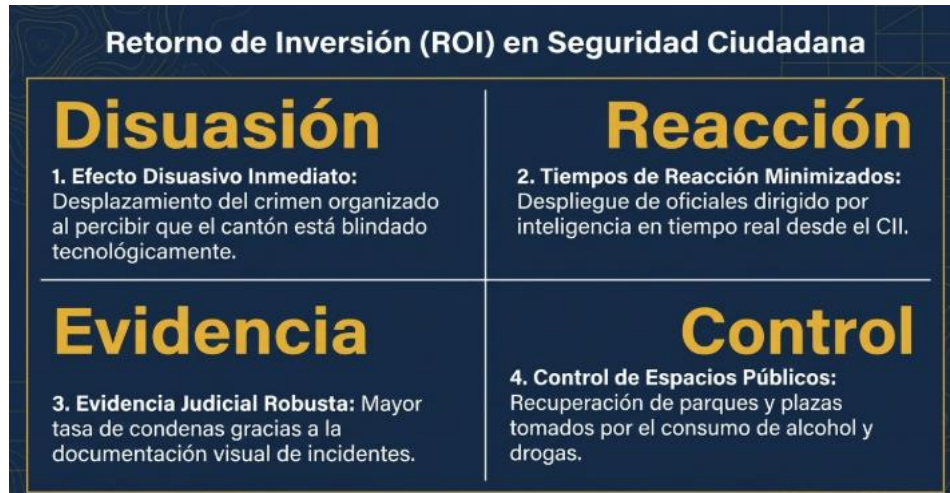 Retorno de Inversión (ROI) en Seguridad Ciudadana
Disuasión
1. Efecto Disuasivo Inmediato:
Desplazamiento del crimen organizado
al percibir que el cantón está blindado
tecnológicamente.
Reacción
2. Tiempos de Reacción Minimizados:
Despliegue de oficiales dirigido por
inteligencia en tiempo real desde el CII.
Evidencia
3. Evidencia Judicial Robusta: Mayor
tasa de condenas gracias a la
documentación visual de incidentes.
Control
4. Control de Espacios Públicos:
Recuperación de parques y plazas
tomados por el consumo de alcohol y
drogas.